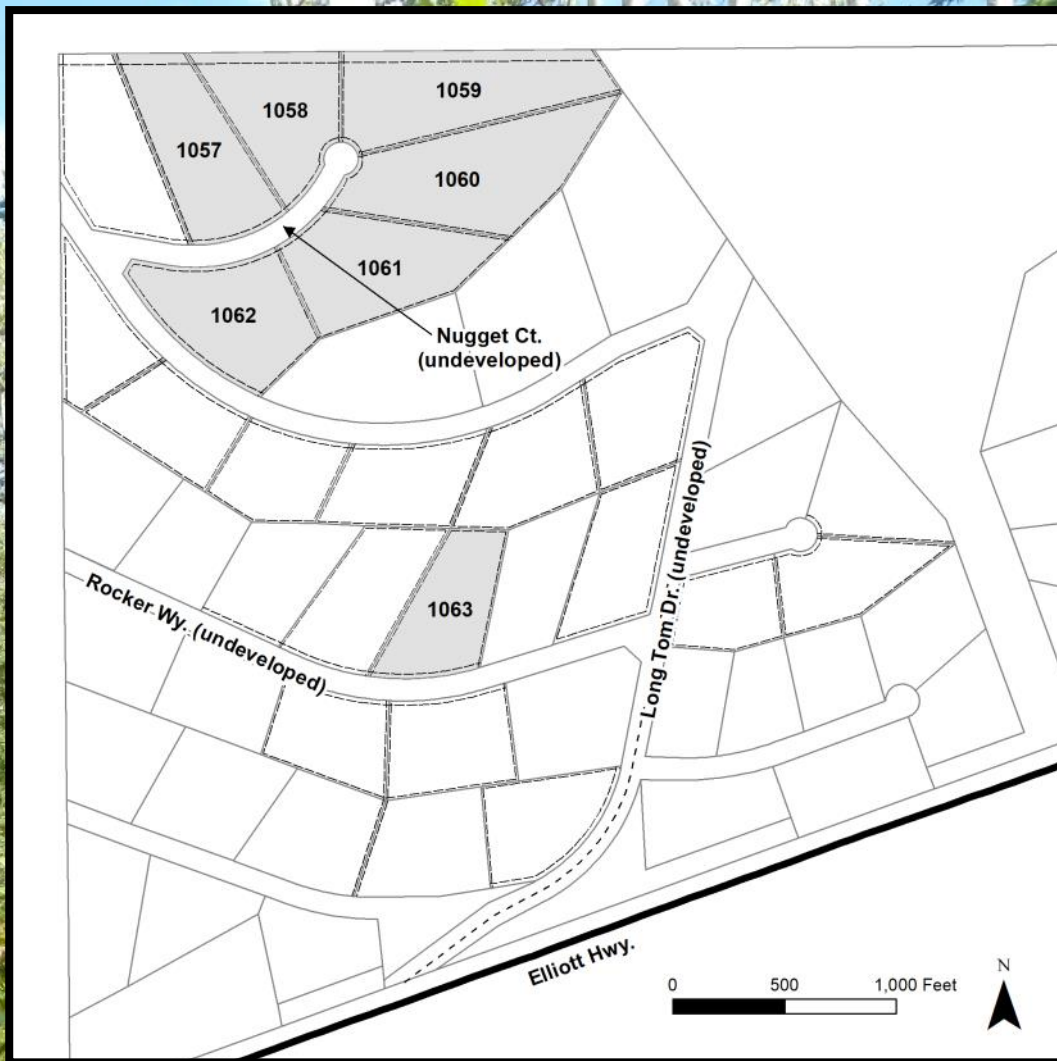 1059
1058
1057
1060
1061
1062
Nugget Ct.
(undeveloped)
1063
Rocker Wy. (undeveloped)
Long Tom Dr. (undeveloped)
Elliott Hwy.
0 500 1,000 Feet
N